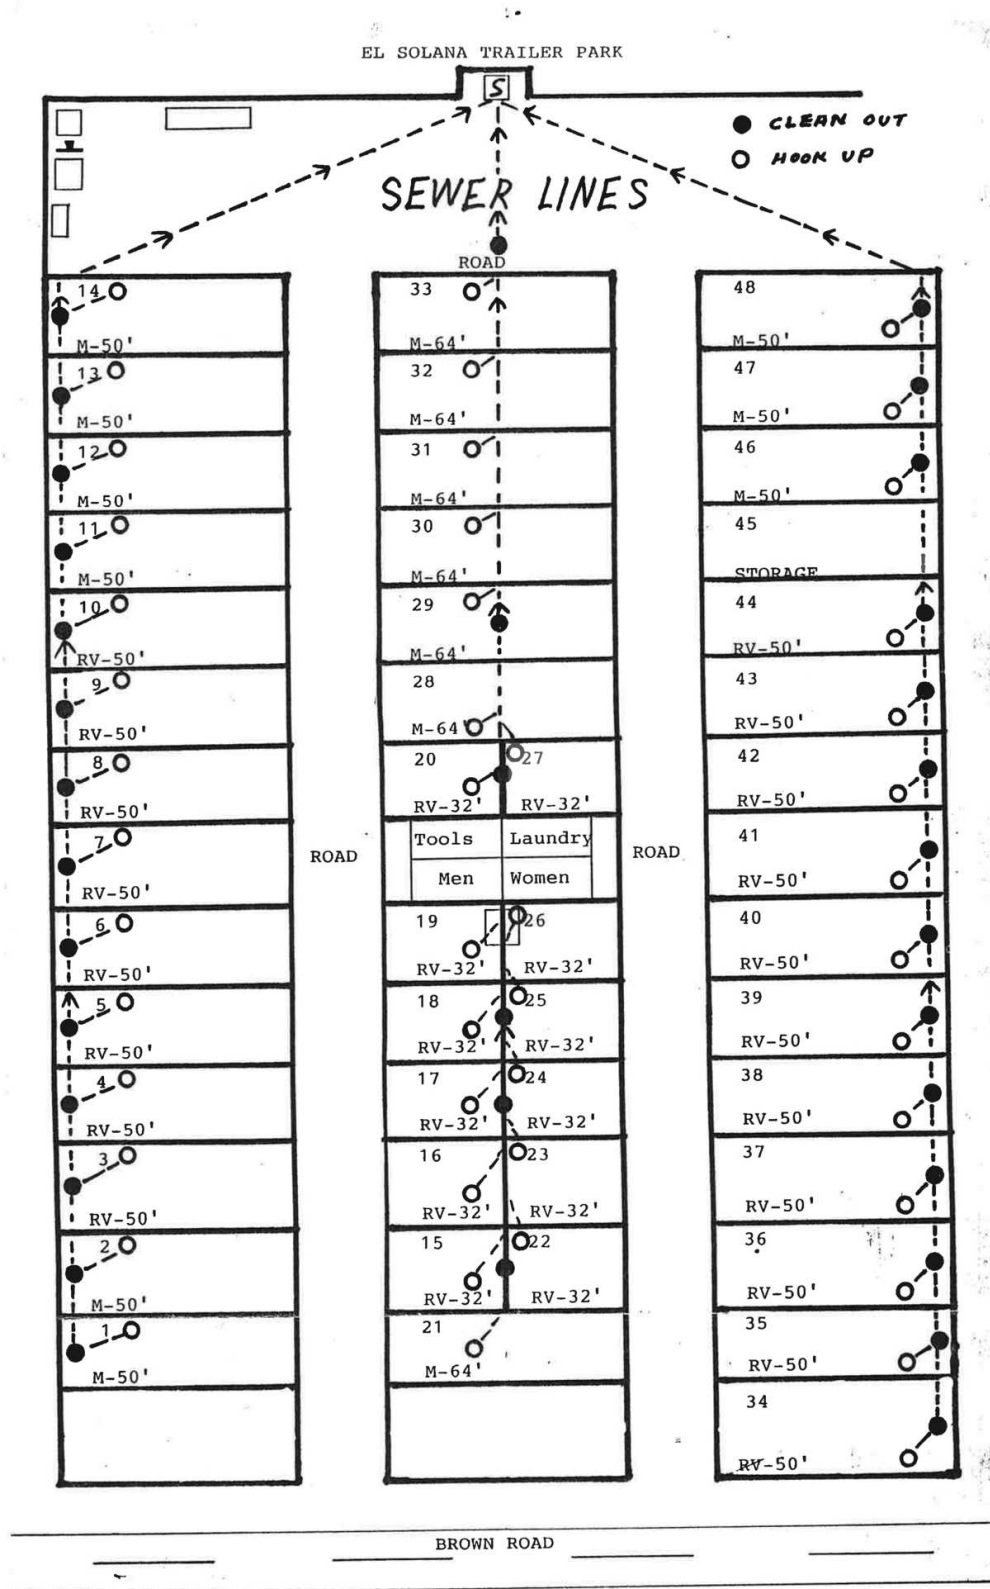 EL SOLANA TRAILER PARK
S
CLEAN OUT
HOOK UP
SEWER LINES
ROAD
14
M-50'
13
M-50'
12
M-50'
11
M-50'
10
RV-50'
9
RV-50'
8
RV-50'
7
RV-50'
6
RV-50'
5
RV-50'
4
RV-50'
3
RV-50'
2
M-50'
1
M-50'
ROAD
33
M-64'
32
M-64'
31
M-64'
30
M-64'
29
M-64'
28
M-64'
20 27
RV-32' RV-32'
Tools Laundry
Men Women
19 26
RV-32' RV-32'
18 25
RV-32' RV-32'
17 24
RV-32' RV-32'
16 23
RV-32' RV-32'
15 22
RV-32' RV-32'
21
M-64'
ROAD
48
M-50'
47
M-50'
46
M-50'
45
STORAGE
44
RV-50'
43
RV-50'
42
RV-50'
41
RV-50'
40
RV-50'
39
RV-50'
38
RV-50'
37
RV-50'
36
RV-50'
35
RV-50'
34
RV-50'
BROWN ROAD